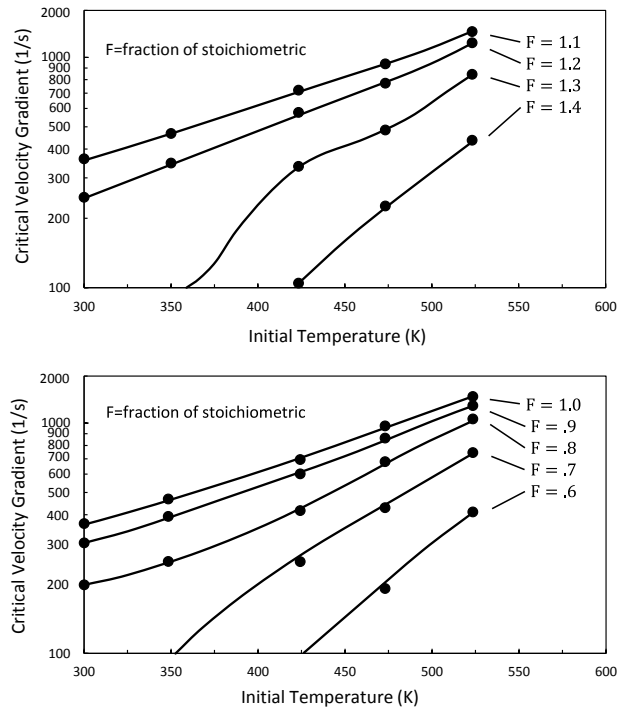 2000
1000
900
800
700
600
500
400
300
200
100
Critical Velocity Gradient (1/s)
F=fraction of stoichiometric
F = 1.1
F = 1.2
F = 1.3
F = 1.4
300 350 400 450 500 550 600
Initial Temperature (K)
2000
1000
900
800
700
600
500
400
300
200
100
Critical Velocity Gradient (1/s)
F=fraction of stoichiometric
F = 1.0
F = .9
F = .8
F = .7
F = .6
300 350 400 450 500 550 600
Initial Temperature (K)